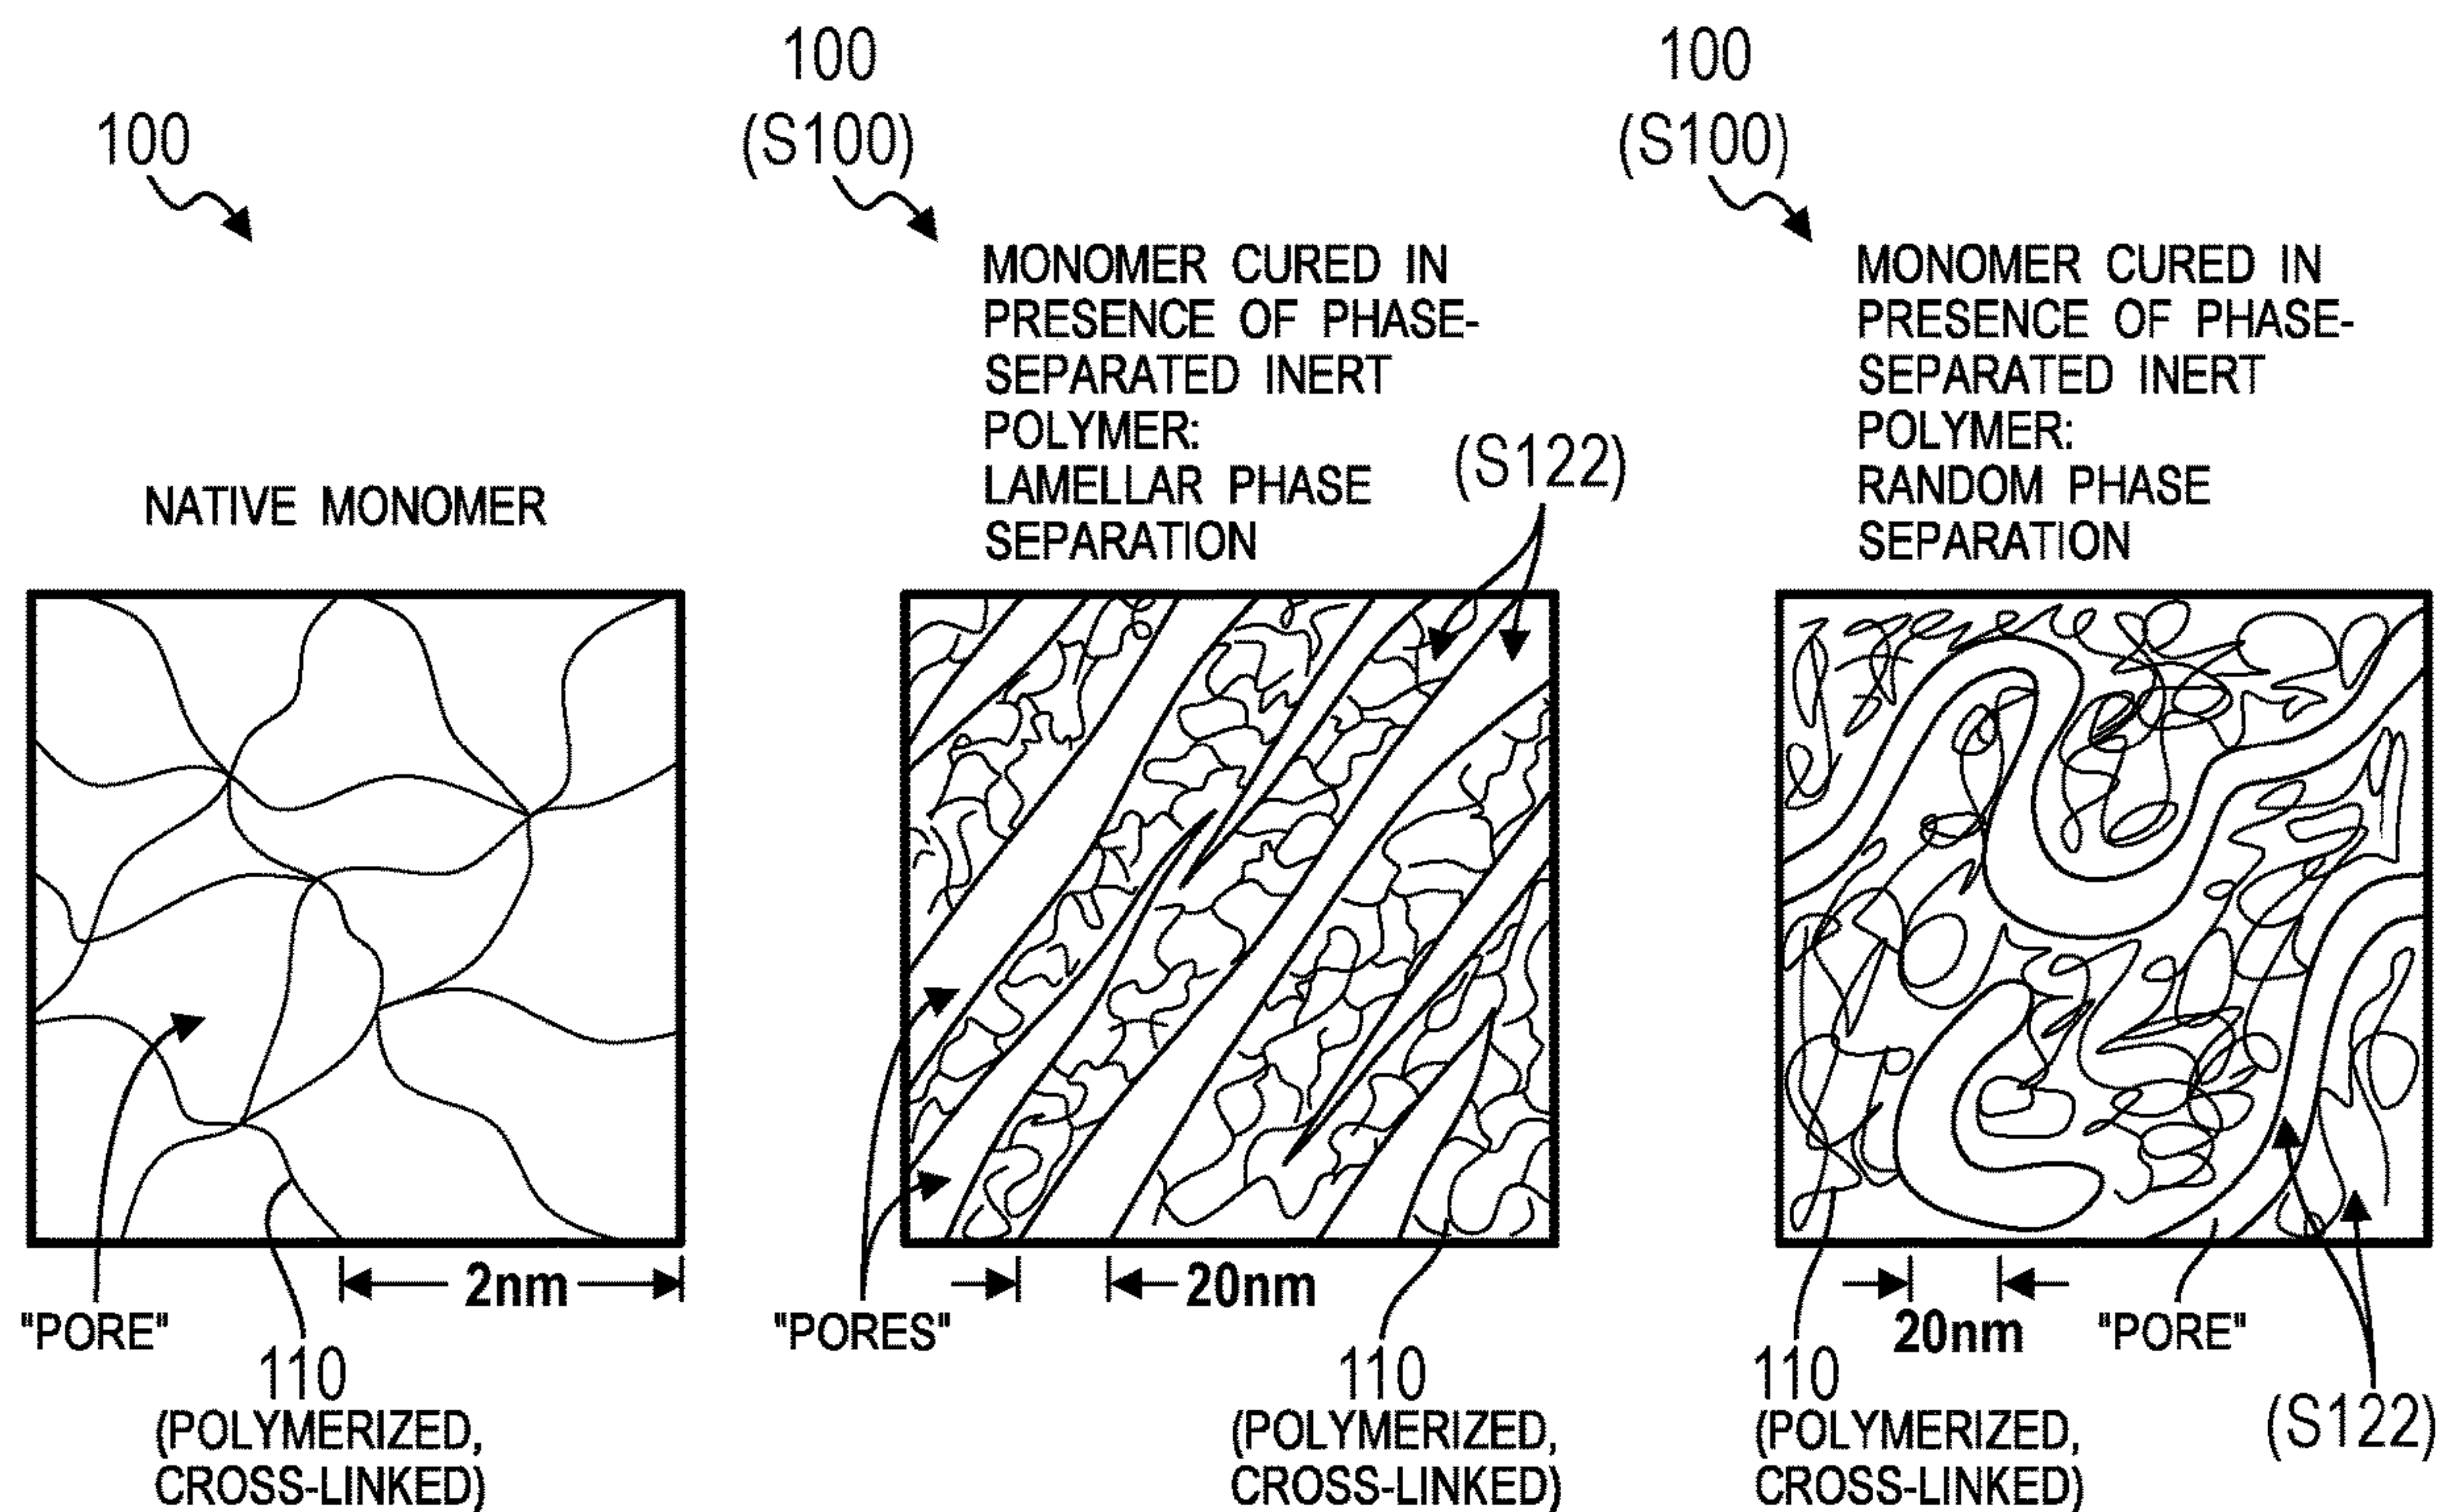 100
NATIVE MONOMER
2nm
"PORE"
110
(POLYMERIZED,
CROSS-LINKED)
100
(S100)
MONOMER CURED IN
PRESENCE OF PHASE-
SEPARATED INERT
POLYMER:
LAMELLAR PHASE
SEPARATION
(S122)
20nm
"PORES"
110
(POLYMERIZED,
CROSS-LINKED)
100
(S100)
MONOMER CURED IN
PRESENCE OF PHASE-
SEPARATED INERT
POLYMER:
RANDOM PHASE
SEPARATION
20nm
"PORE"
110
(POLYMERIZED,
CROSS-LINKED)
(S122)